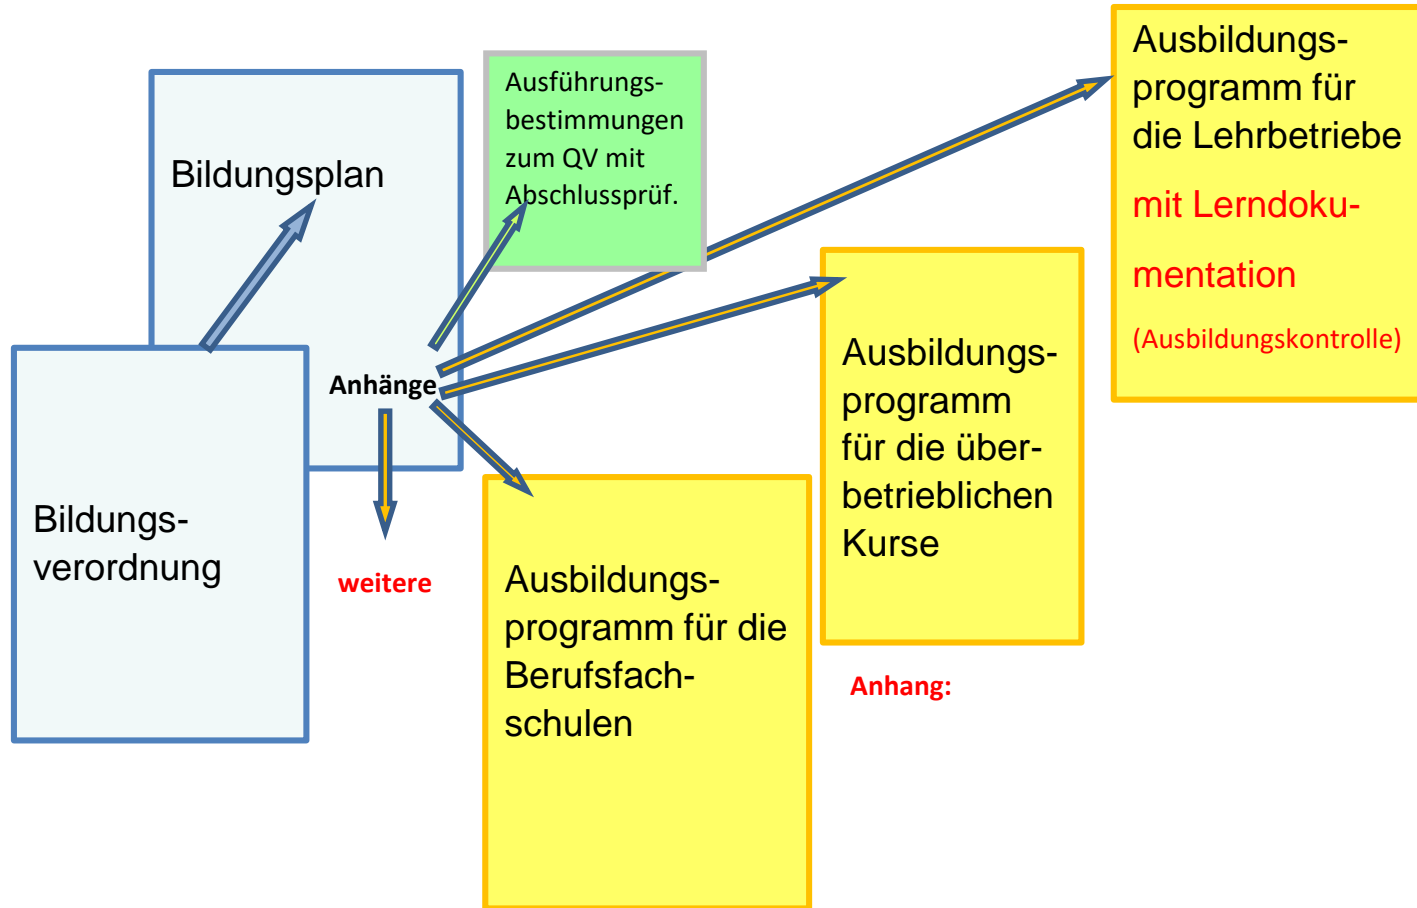 Bildungsplan
Anhänge
Bildungs-
verordnung
weitere
Ausführungs-
bestimmungen
zum QV mit
Abschlussprüf.
Ausbildungs-
programm für die
Berufsfach-
schulen
Ausbildungs-
programm
für die über-
betrieblichen
Kurse
Anhang:
Ausbildungs-
programm für
die Lehrbetriebe
mit Lerndoku-
mentation
(Ausbildungskontrolle)